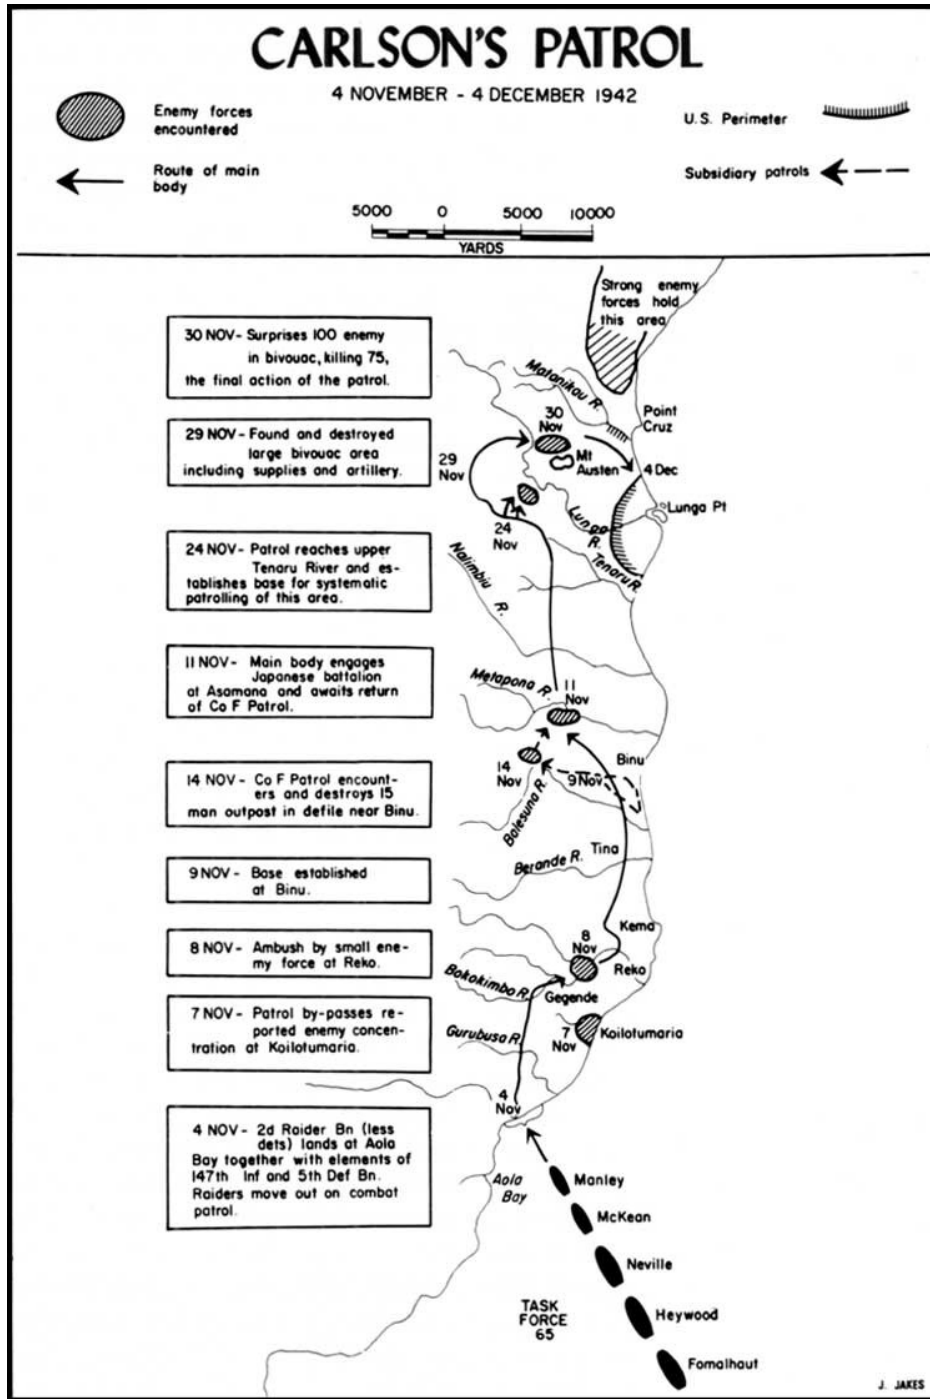 CARLSON'S PATROL
4 NOVEMBER - 4 DECEMBER 1942
Enemy forces
encountered
Route of main
body
U.S. Perimeter
Subsidiary patrols
5000 0 5000 10000
YARDS
30 NOV- Surprises 100 enemy
in bivouac, killing 75,
the final action of the patrol.
29 NOV- Found and destroyed
large bivouac area
including supplies and artillery.
24 NOV- Patrol reaches upper
Tenaru River and es-
tablishes base for systematic
patrolling of this area.
11 NOV- Main body engages
Japanese battalion
at Asamana and awaits return
of Co F Patrol.
14 NOV- Co F Patrol encount-
ers and destroys 15
man outpost in defile near Binu.
9 NOV- Base established
at Binu.
8 NOV- Ambush by small ene-
my force at Reko.
7 NOV- Patrol by-passes re-
ported enemy concen-
tration at Koilotumaria.
4 NOV- 2d Raider Bn (less
dets) lands at Aola
Bay together with elements of
147th Inf and 5th Def Bn.
Raiders move out on combat
patrol.
Strong enemy
forces hold
this area
Matanikau R.
Point
Cruz
30
Nov
Mt
Austen
29
Nov
4 Dec
Lunga Pt
Lunga
R.
24
Nov
Tenaru R.
Nalimbiu R.
Metapona R.
11
Nov
Binu
14
Nov
9 Nov
Balesuna R.
Tina
Berande R.
Kema
8
Nov
Reko
Bokokimbo R.
Gegende
7
Nov
Koilotumaria
Gurubusa R.
4
Nov
Aola
Bay
Manley
McKean
Neville
Heywood
Fomalhaut
TASK
FORCE
65
J. JAKES